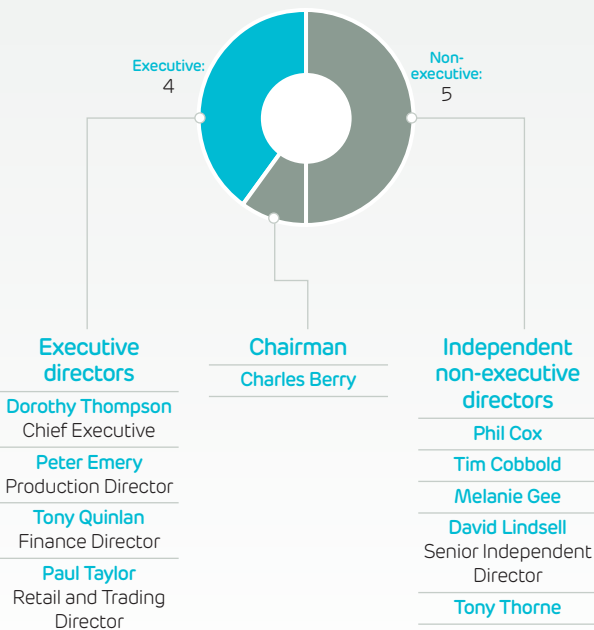 Executive:
4
Non-
executive:
5
Executive
directors
Dorothy Thompson
Chief Executive
Peter Emery
Production Director
Tony Quinlan
Finance Director
Paul Taylor
Retail and Trading
Director
Chairman
Charles Berry
Independent
non-executive
directors
Phil Cox
Tim Cobbold
Melanie Gee
David Lindsell
Senior Independent
Director
Tony Thorne